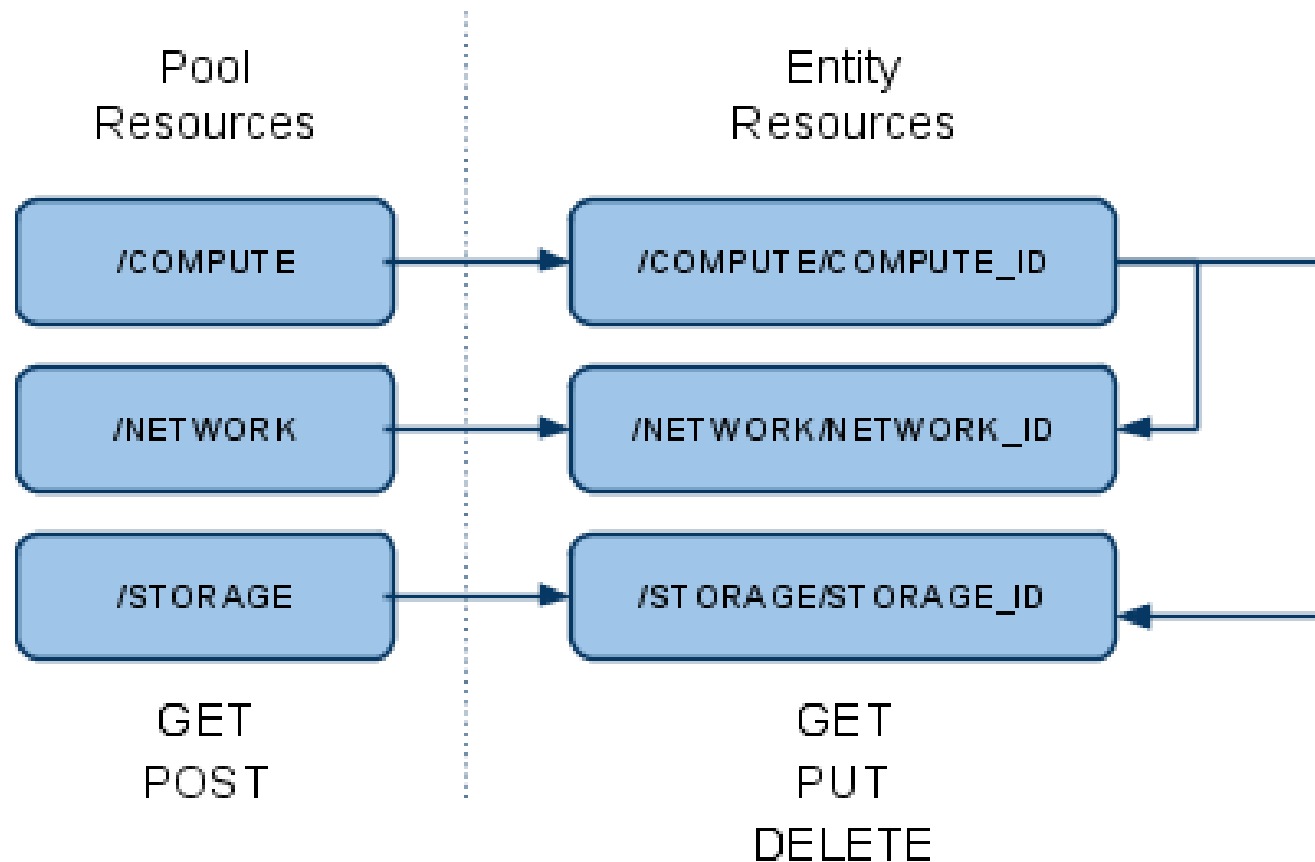 Pool
Resources
Entity
Resources
/COMPUTE
/COMPUTE/COMPUTE_ID
/NETWORK
/NETWORK/NETWORK_ID
/STORAGE
/STORAGE/STORAGE_ID
GET
POST
GET
PUT
DELETE